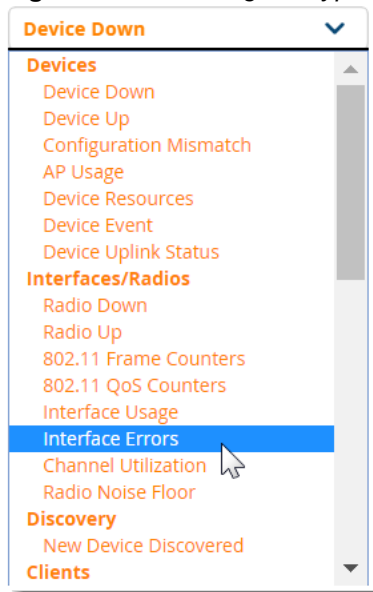 Device Down
Devices
Device Down
Device Up
Configuration Mismatch
AP Usage
Device Resources
Device Event
Device Uplink Status
Interfaces/Radios
Radio Down
Radio Up
802.11 Frame Counters
802.11 QoS Counters
Interface Usage
Interface Errors
Channel Utilization
Radio Noise Floor
Discovery
New Device Discovered
Clients